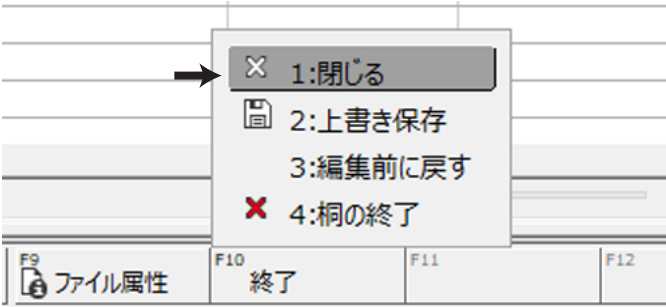 1:閉じる
2:上書き保存
3:編集前に戻す
4:桐の終了
F9 ファイル属性
F10 終了
F11
F12